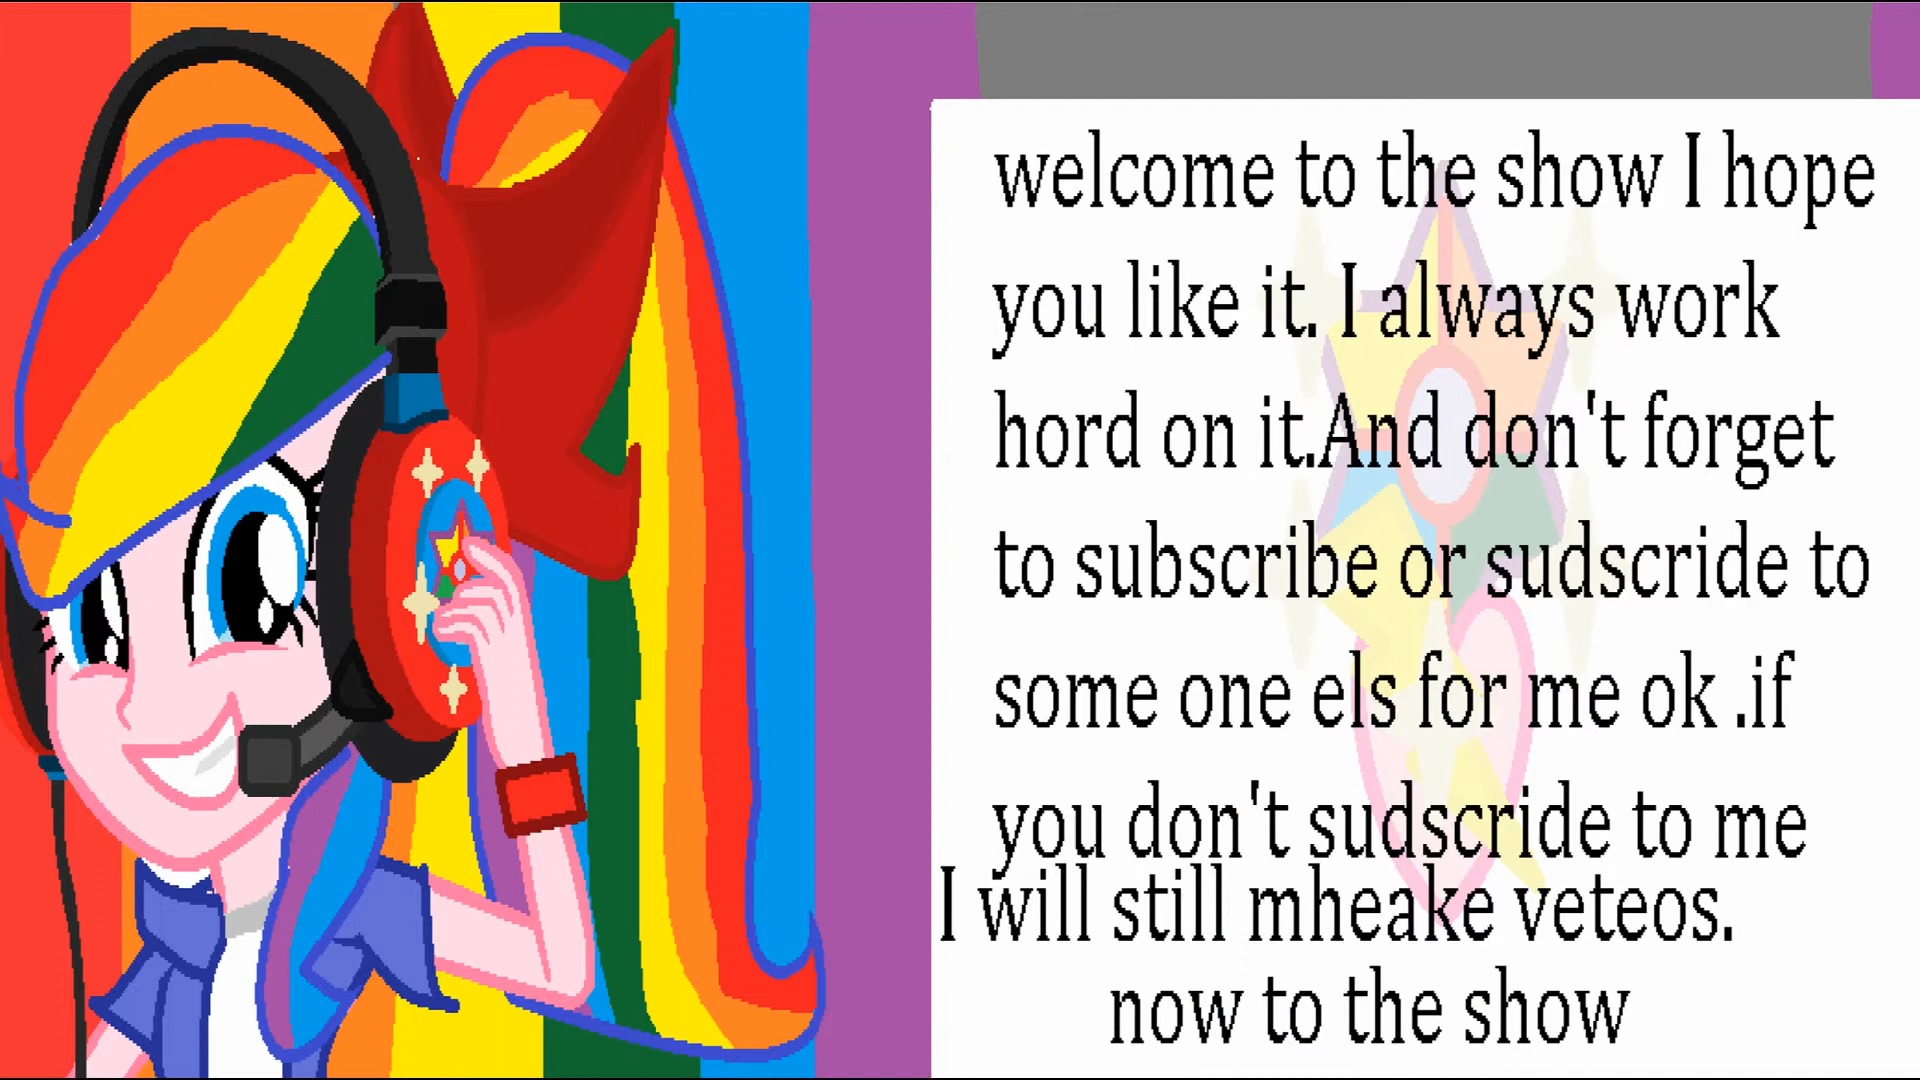 welcome to the show I hope
you like it. I always work
hord on it.And don't forget
to subscribe or sudscride to
some one els for me ok .if
you don't sudscride to me
I will still mheake veteos.
now to the show